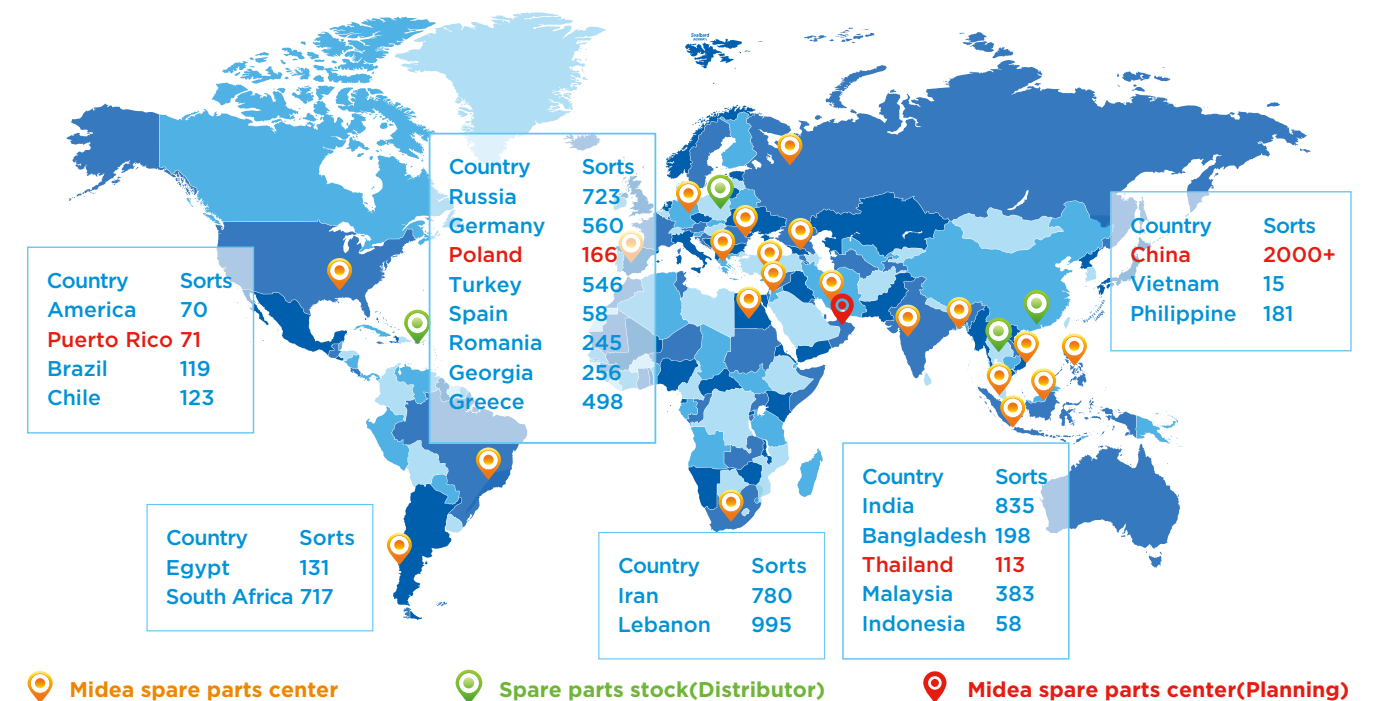 Svalbard
Country Sorts
Russia 723
Germany 560
Poland 166
Turkey 546
Spain 58
Romania 245
Georgia 256
Greece 498
Country Sorts
China 2000+
Vietnam 15
Philippine 181
Country Sorts
America 70
Puerto Rico 71
Brazil 119
Chile 123
Country Sorts
India 835
Bangladesh 198
Thailand 113
Malaysia 383
Indonesia 58
Country Sorts
Egypt 131
South Africa 717
Country Sorts
Iran 780
Lebanon 995
Midea spare parts center
Spare parts stock(Distributor)
Midea spare parts center(Planning)